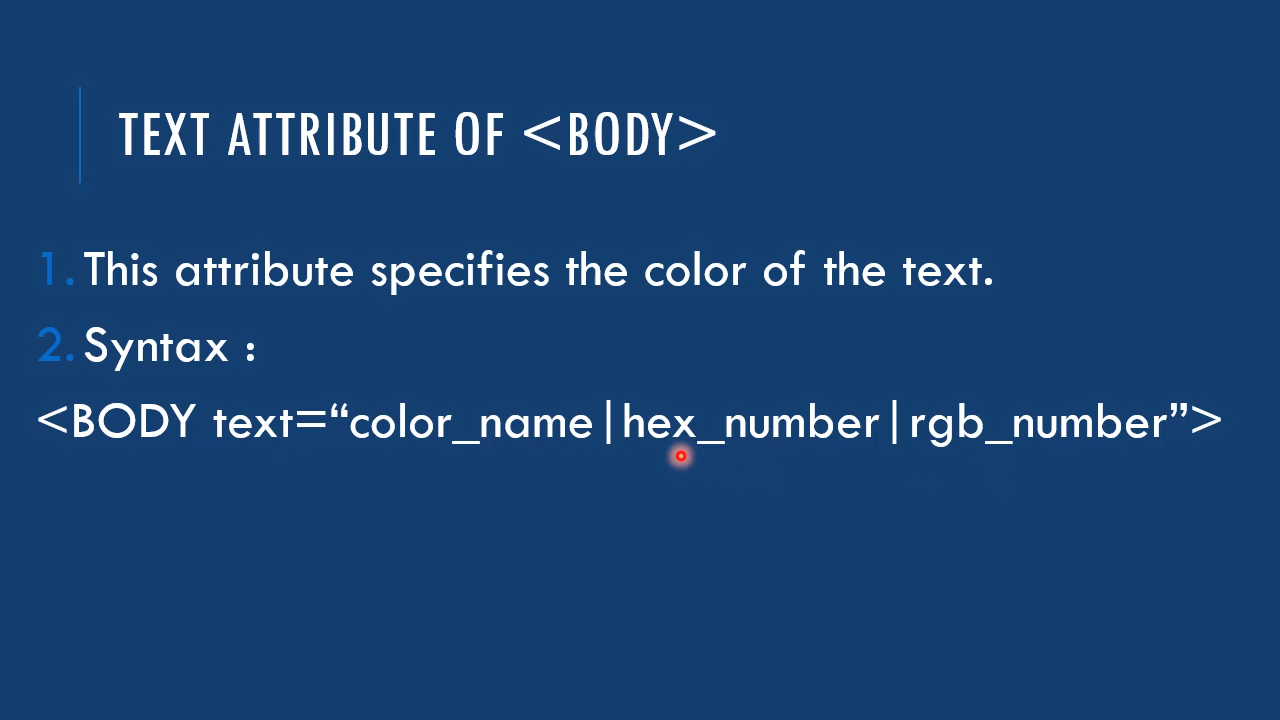 TEXT ATTRIBUTE OF <BODY>
1. This attribute specifies the color of the text.
2. Syntax :
<BODY text=“color_name|hex_number|rgb_number”>